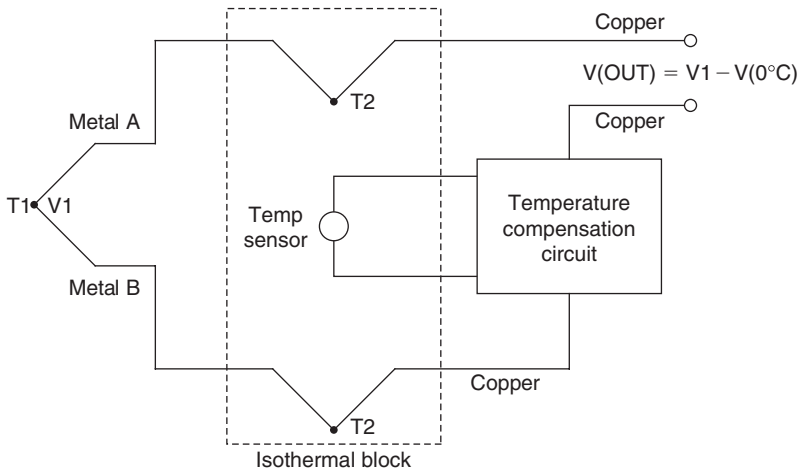 Copper
V(OUT) = V1 – V(0°C)
T2
Metal A
Copper
T1
V1
Temp
sensor
Temperature
compensation
circuit
Metal B
Copper
T2
Isothermal block